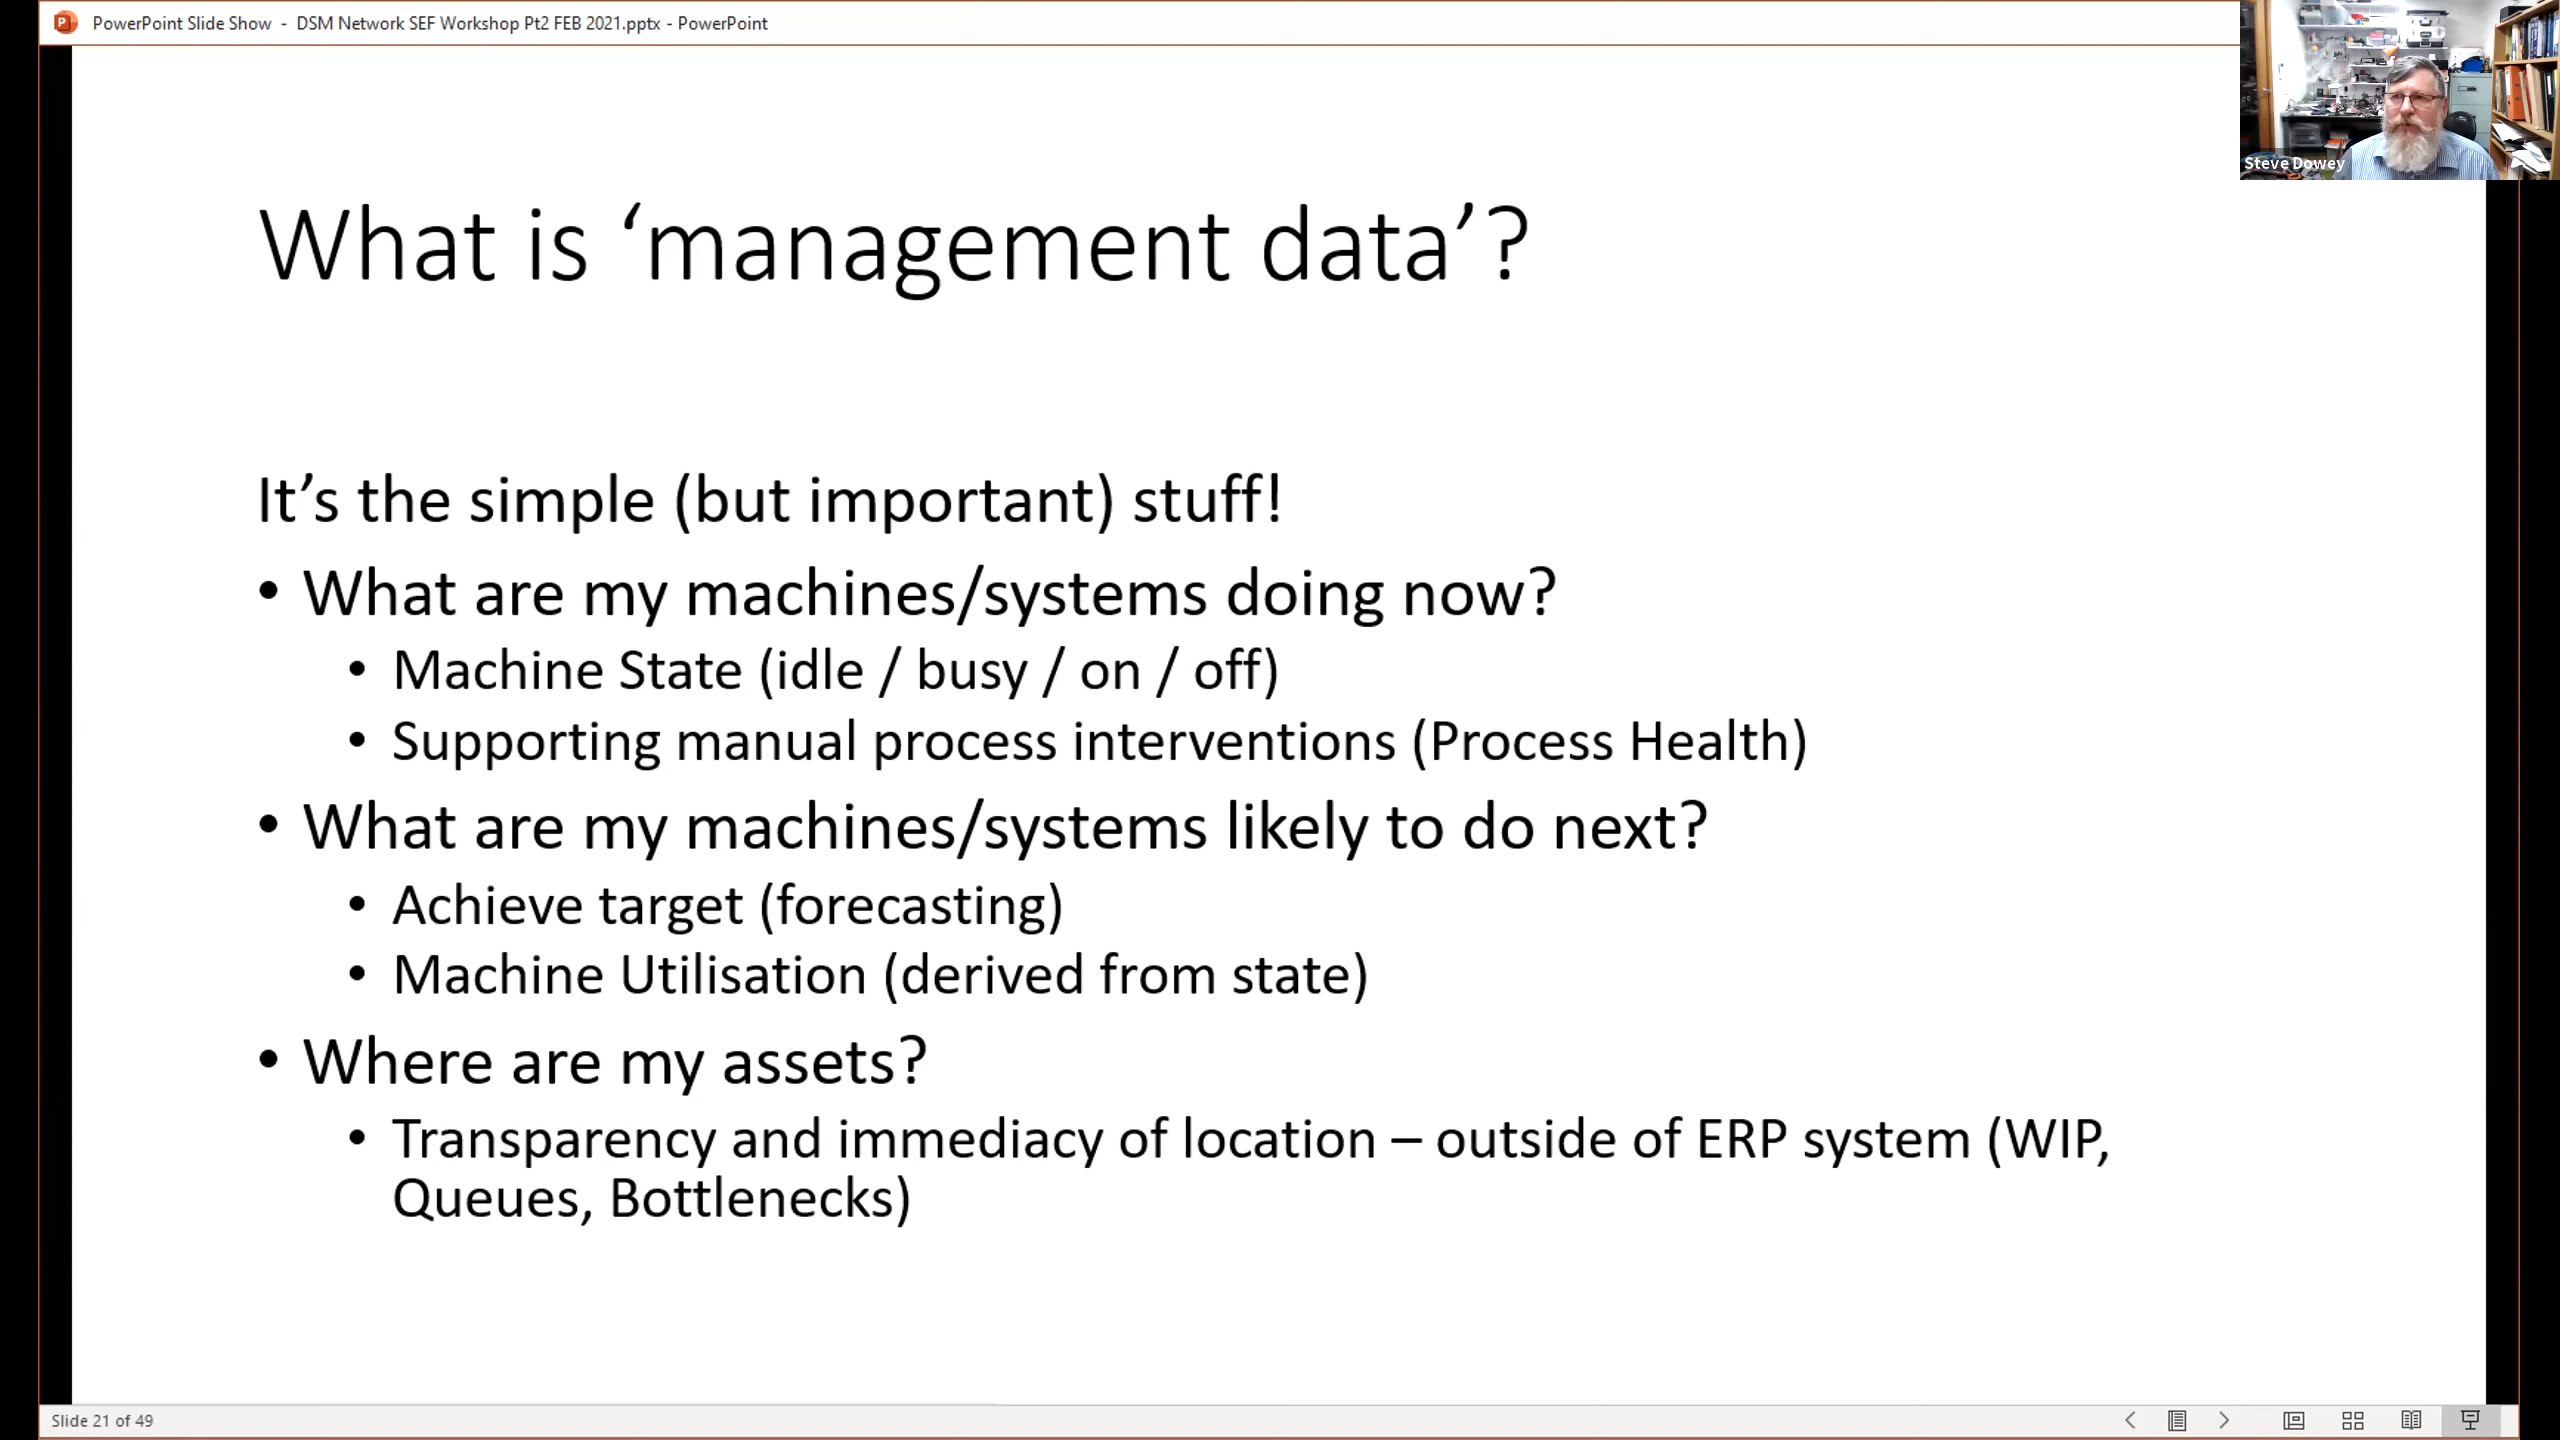 PowerPoint Slide Show - DSM Network SEF Workshop Pt2 FEB 2021.pptx - PowerPoint
Steve Dowey
What is ‘management data’?
It’s the simple (but important) stuff!
• What are my machines/systems doing now?
• Machine State (idle / busy / on / off)
• Supporting manual process interventions (Process Health)
• What are my machines/systems likely to do next?
• Achieve target (forecasting)
• Machine Utilisation (derived from state)
• Where are my assets?
• Transparency and immediacy of location – outside of ERP system (WIP,
Queues, Bottlenecks)
Slide 21 of 49